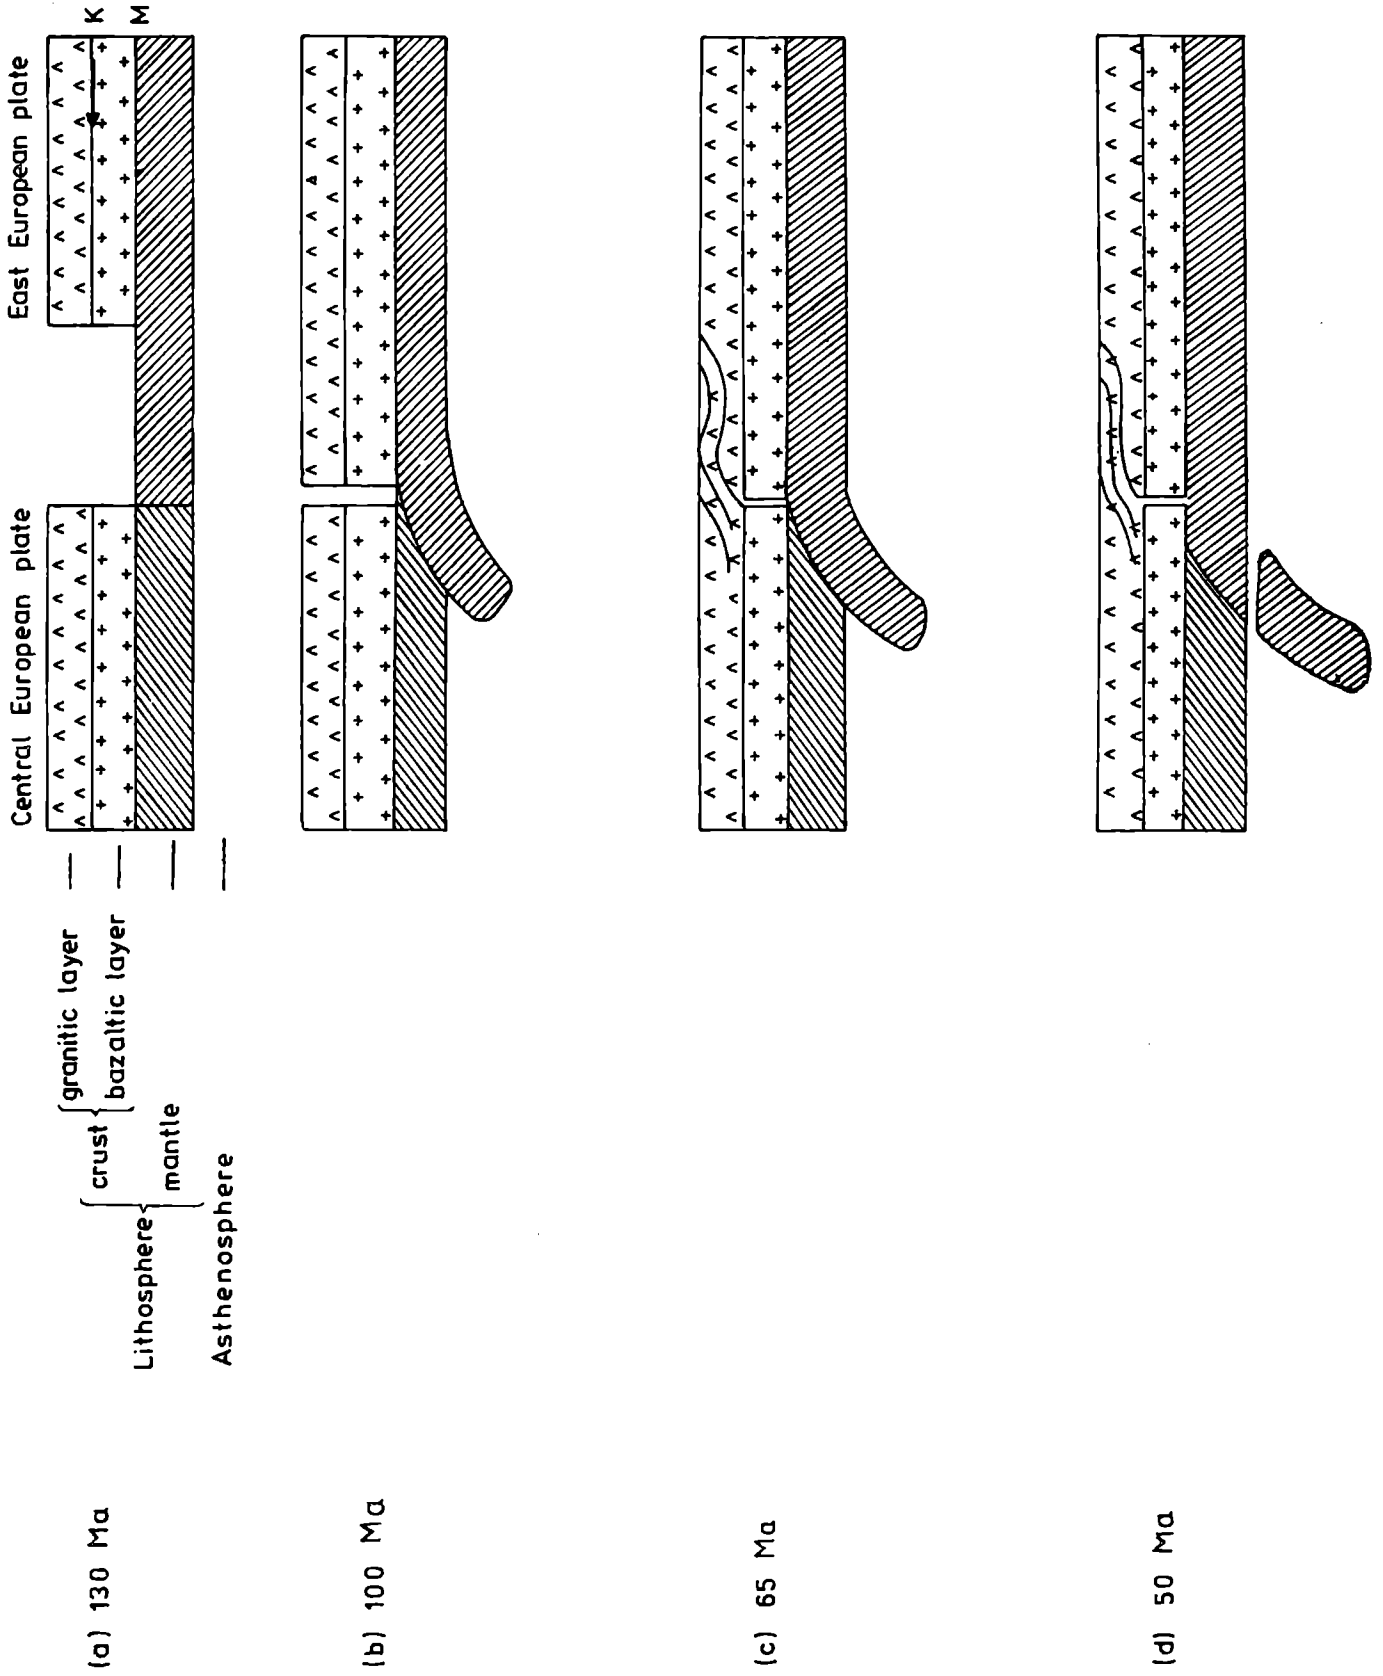 Central European plate
East European plate
K
M
granitic layer
crust
bazaltic layer
Lithosphere
mantle
Asthenosphere
(a) 130 Ma
(b) 100 Ma
(c) 65 Ma
(d) 50 Ma